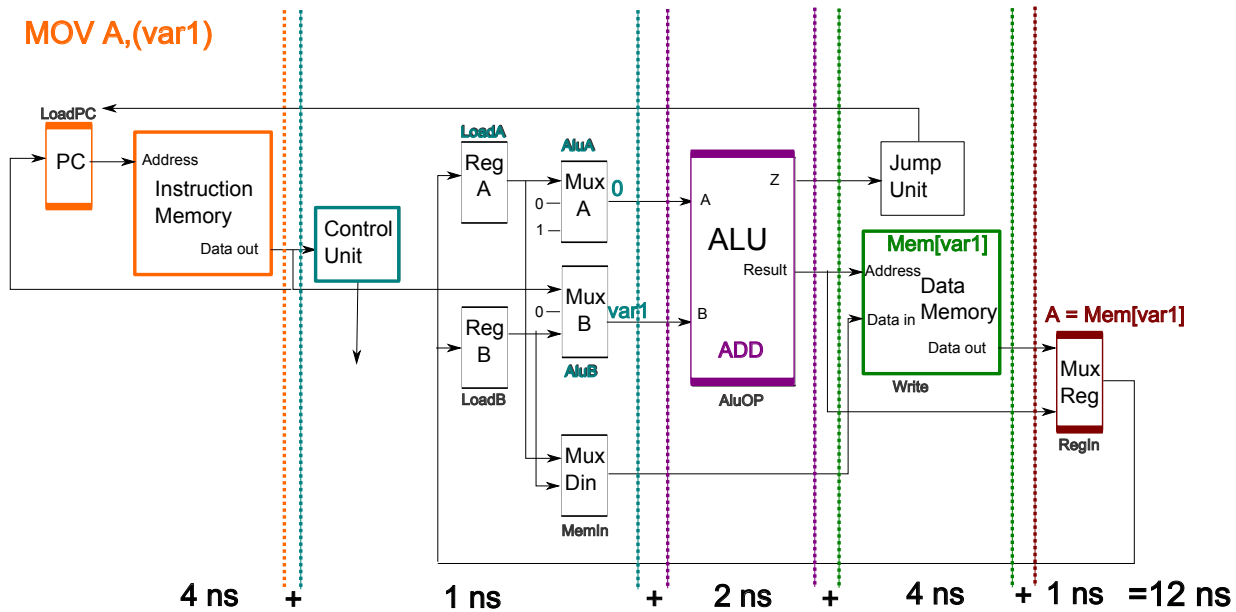 MOV A,(var1)
LoadPC
PC
Address
Instruction
Memory
Data out
Control
Unit
LoadA
Reg
A
AluA
Mux
A
0
1
0
Mux
B
0
var1
AluB
Reg
B
LoadB
Mux
Din
MemIn
A
B
Z
ALU
Result
ADD
AluOP
Jump
Unit
Mem[var1]
Address
Data
Memory
Data in
Data out
Write
A = Mem[var1]
Mux
Reg
RegIn
4 ns + 1 ns + 2 ns + 4 ns + 1 ns =12 ns